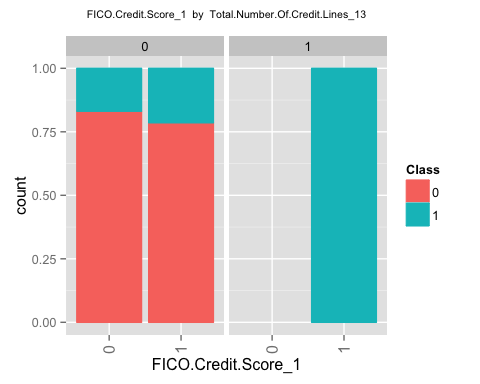 FICO.Credit.Score_1 by Total.Number.Of.Credit.Lines_13
0 1
1.00
0.75
0.50
0.25
0.00
count
0 1 0 1
FICO.Credit.Score_1
Class
0
1